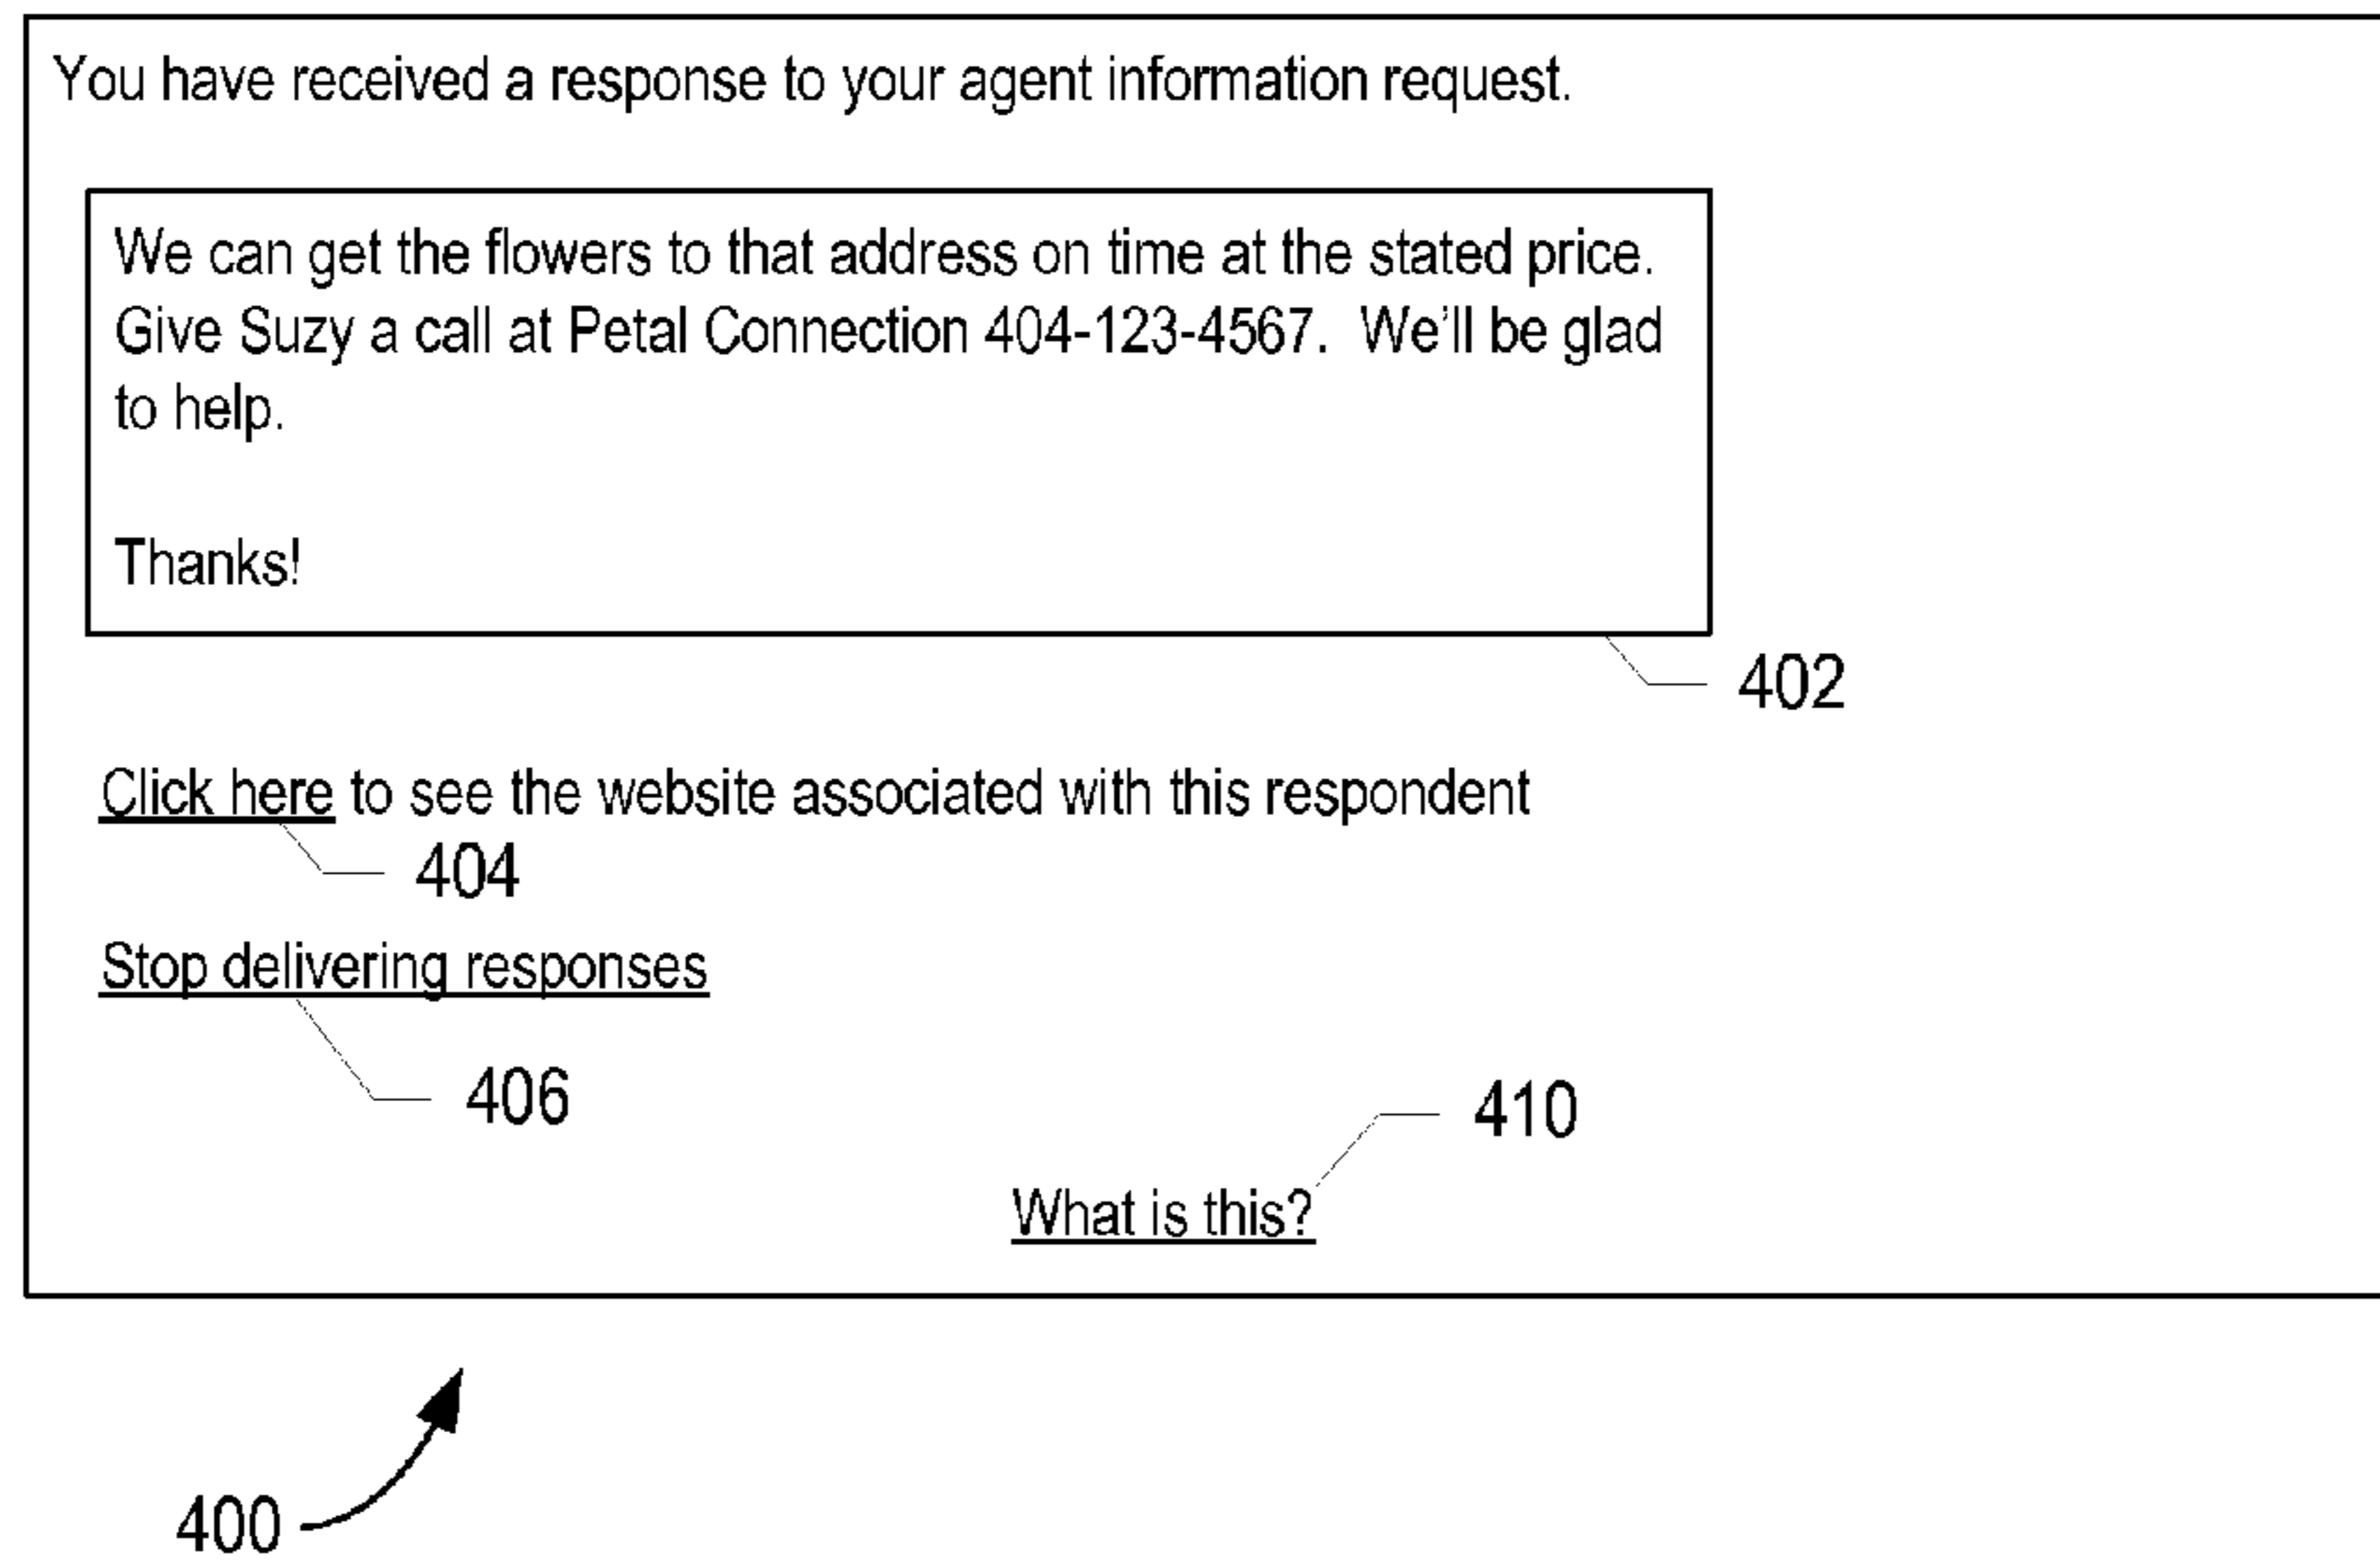 You have received a response to your agent information request.
We can get the flowers to that address on time at the stated price.
Give Suzy a call at Petal Connection 404-123-4567.  We'll be glad
to help.
Thanks!
402
Click here to see the website associated with this respondent
404
Stop delivering responses
406
410
What is this?
400